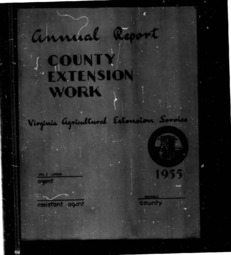 Annual Report
COUNTY
EXTENSION
WORK
Virginia Agricultural Extension Service
agent
1955
assistant agent
county